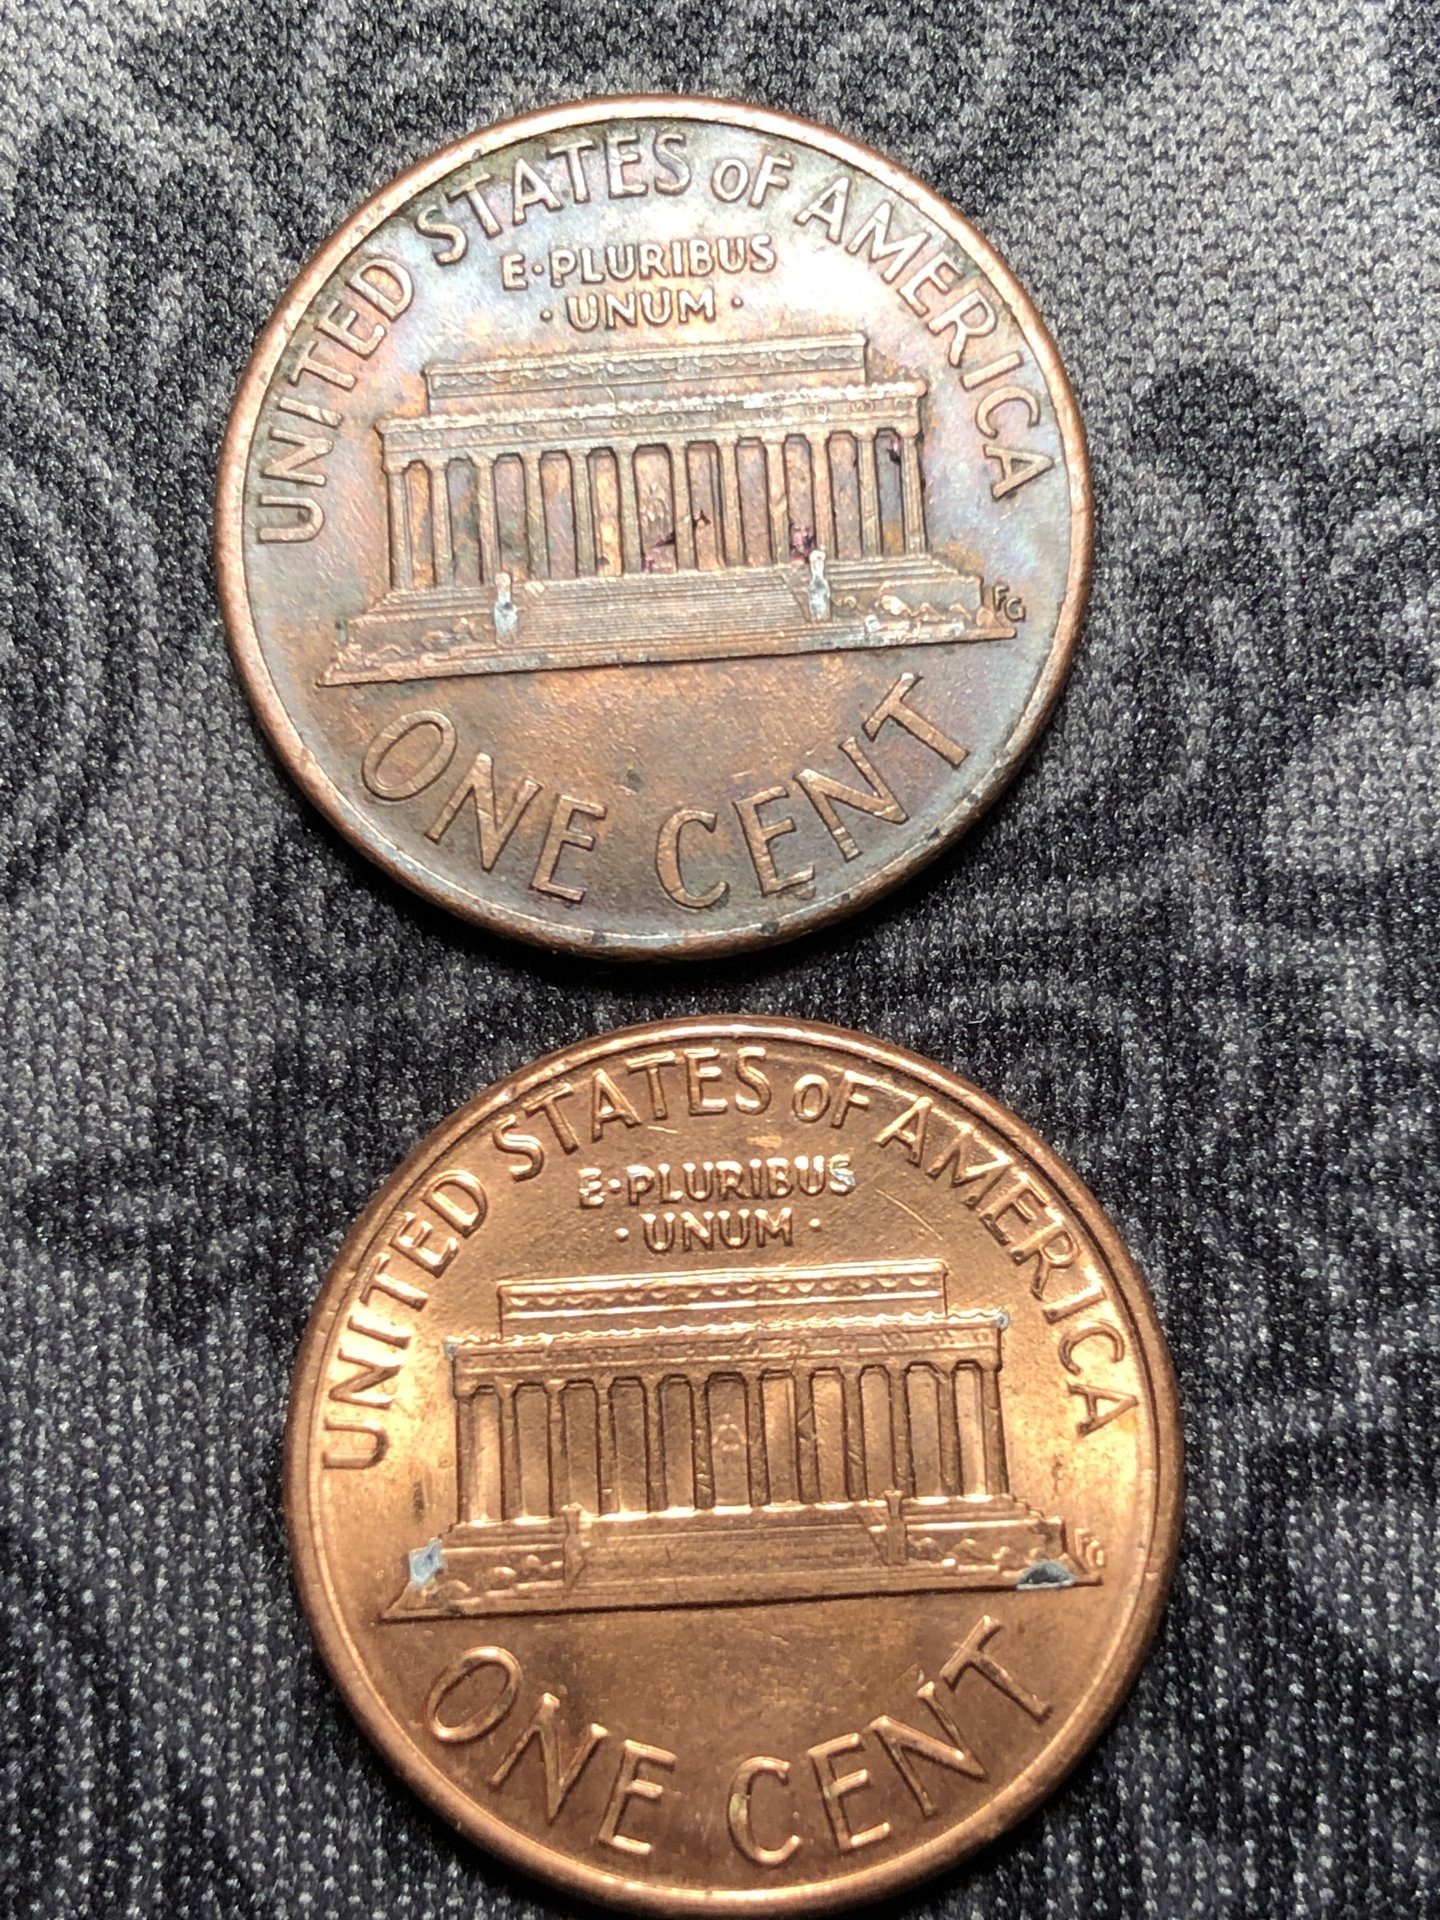 UNITED STATES OF AMERICA
E·PLURIBUS
·UNUM·
FG
ONE CENT
UNITED STATES OF AMERICA
E·PLURIBUS
·UNUM·
FG
ONE CENT